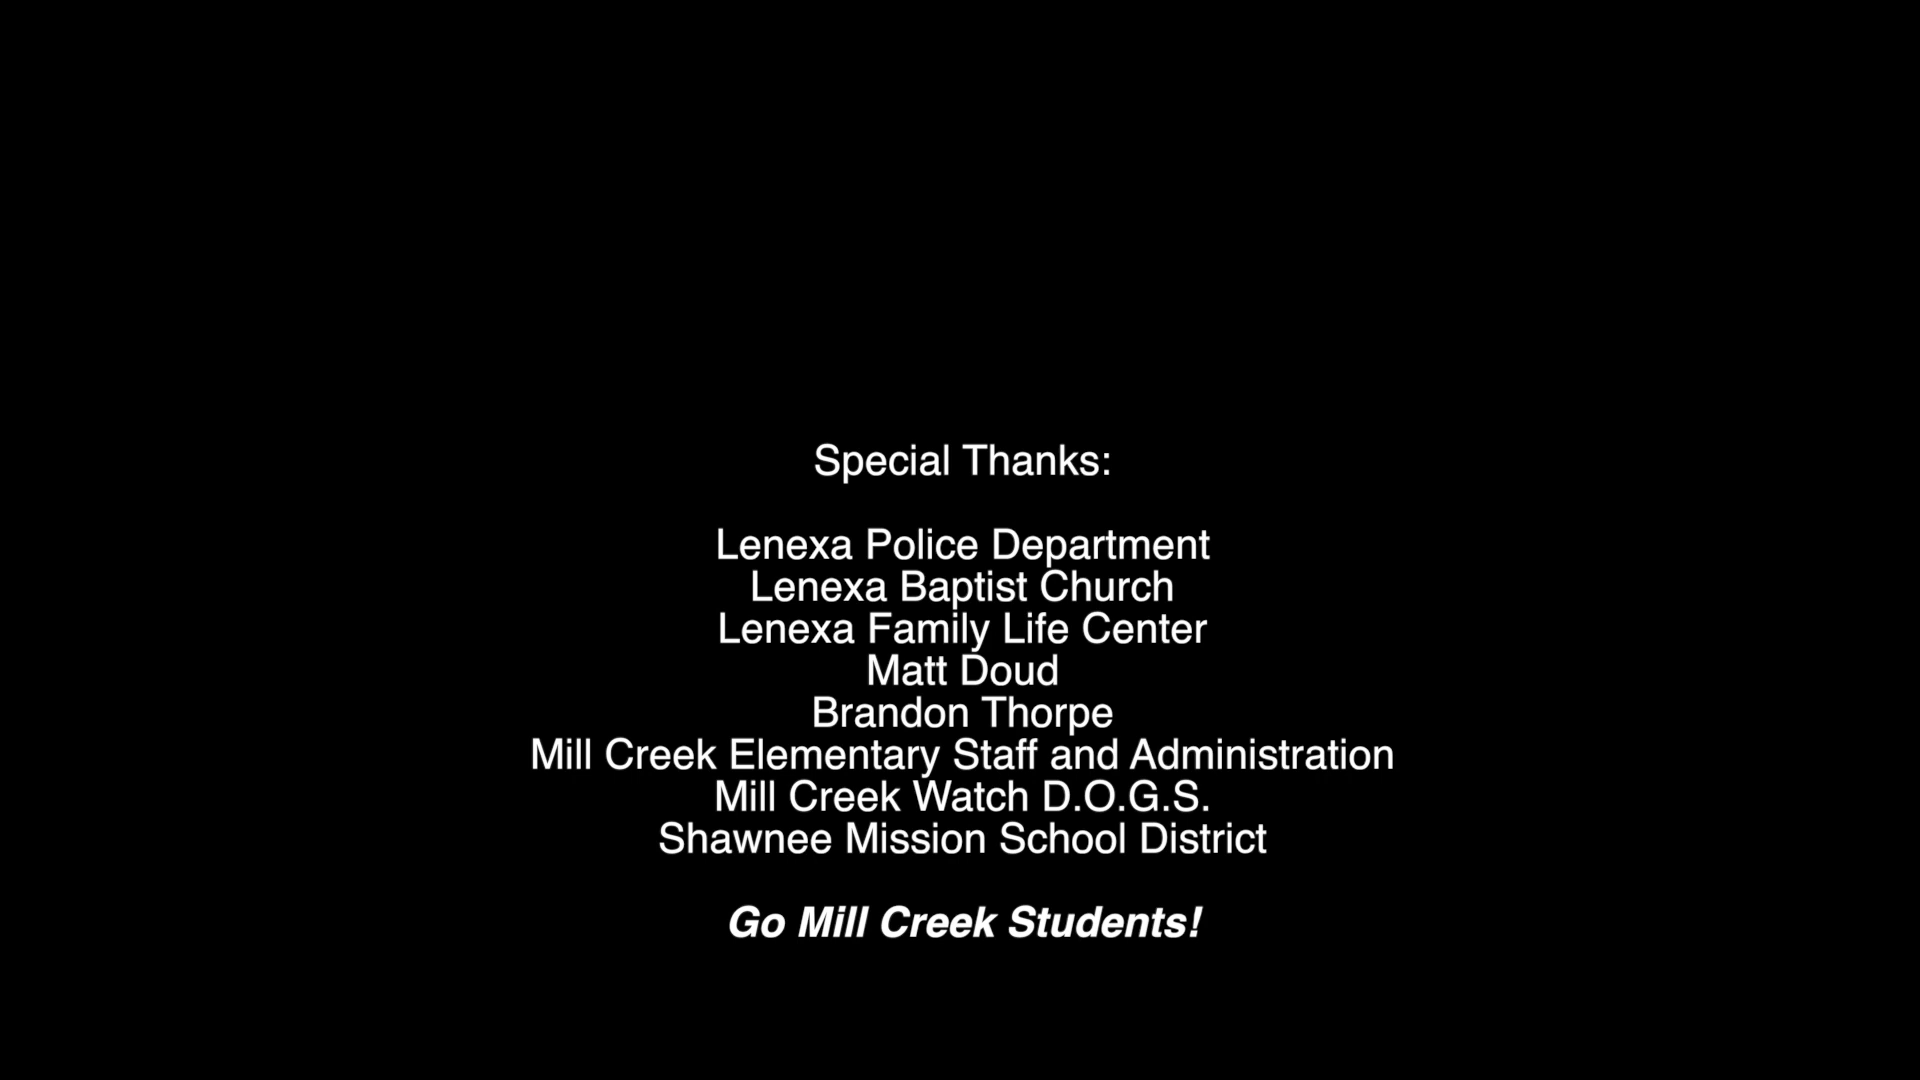 Special Thanks:
Lenexa Police Department
Lenexa Baptist Church
Lenexa Family Life Center
Matt Doud
Brandon Thorpe
Mill Creek Elementary Staff and Administration
Mill Creek Watch D.O.G.S.
Shawnee Mission School District
Go Mill Creek Students!